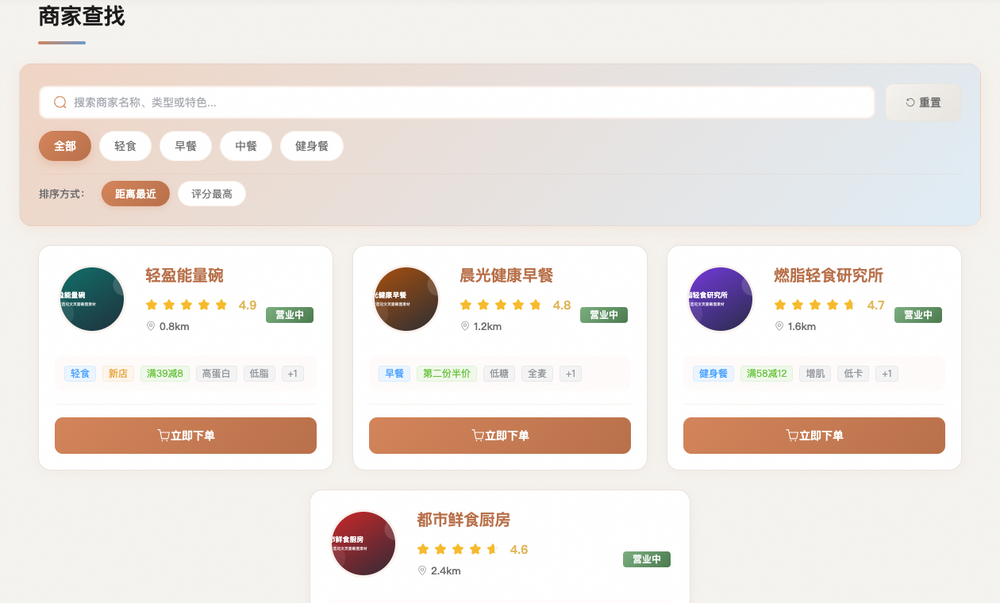 商家查找
搜索商家名称、类型或特色...
重置
全部 轻食 早餐 中餐 健身餐
排序方式: 距离最近 评分最高
轻盈能量碗
能量碗
4.9
营业中
0.8km
轻食 新店 满39减8 高蛋白 低脂 +1
立即下单
晨光健康早餐
健康早餐
4.8
营业中
1.2km
早餐 第二份半价 低糖 全麦 +1
立即下单
燃脂轻食研究所
轻食研究所
4.7
营业中
1.6km
健身餐 满58减12 增肌 低卡 +1
立即下单
都市鲜食厨房
鲜食厨房
4.6
营业中
2.4km